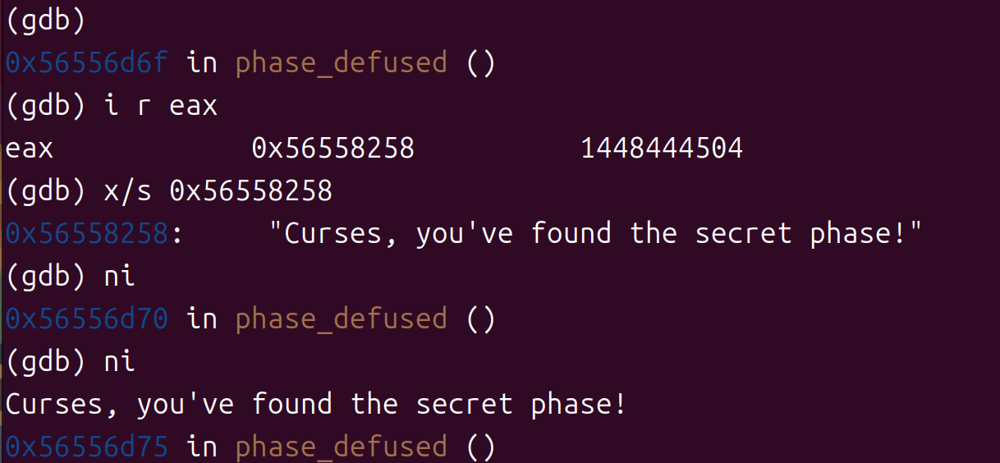 (gdb)
0x56556d6f in phase_defused ()
(gdb) i r eax
eax            0x56558258          1448444504
(gdb) x/s 0x56558258
0x56558258:     "Curses, you've found the secret phase!"
(gdb) ni
0x56556d70 in phase_defused ()
(gdb) ni
Curses, you've found the secret phase!
0x56556d75 in phase_defused ()